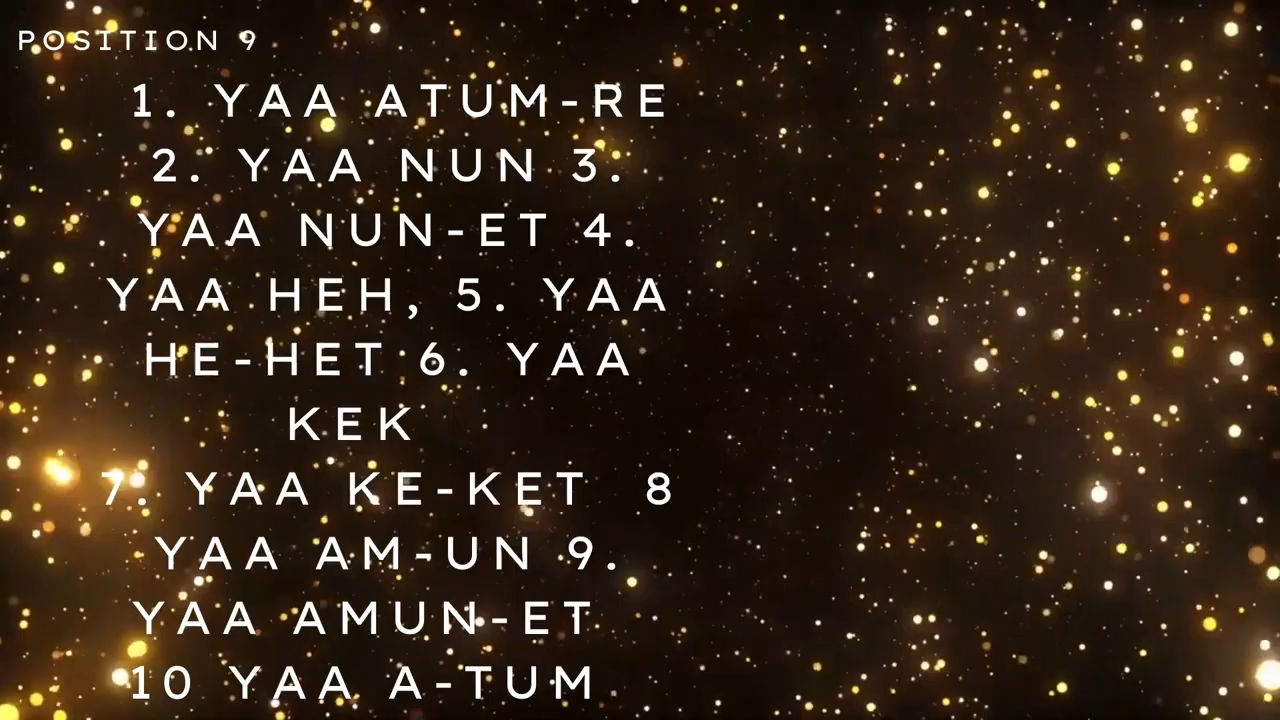 POSITION 9
1. YAA ATUM-RE
2. YAA NUN 3.
YAA NUN-ET 4.
YAA HEH, 5. YAA
HE-HET 6. YAA
KEK
7. YAA KE-KET 8
YAA AM-UN 9.
YAA AMUN-ET
10 YAA A-TUM